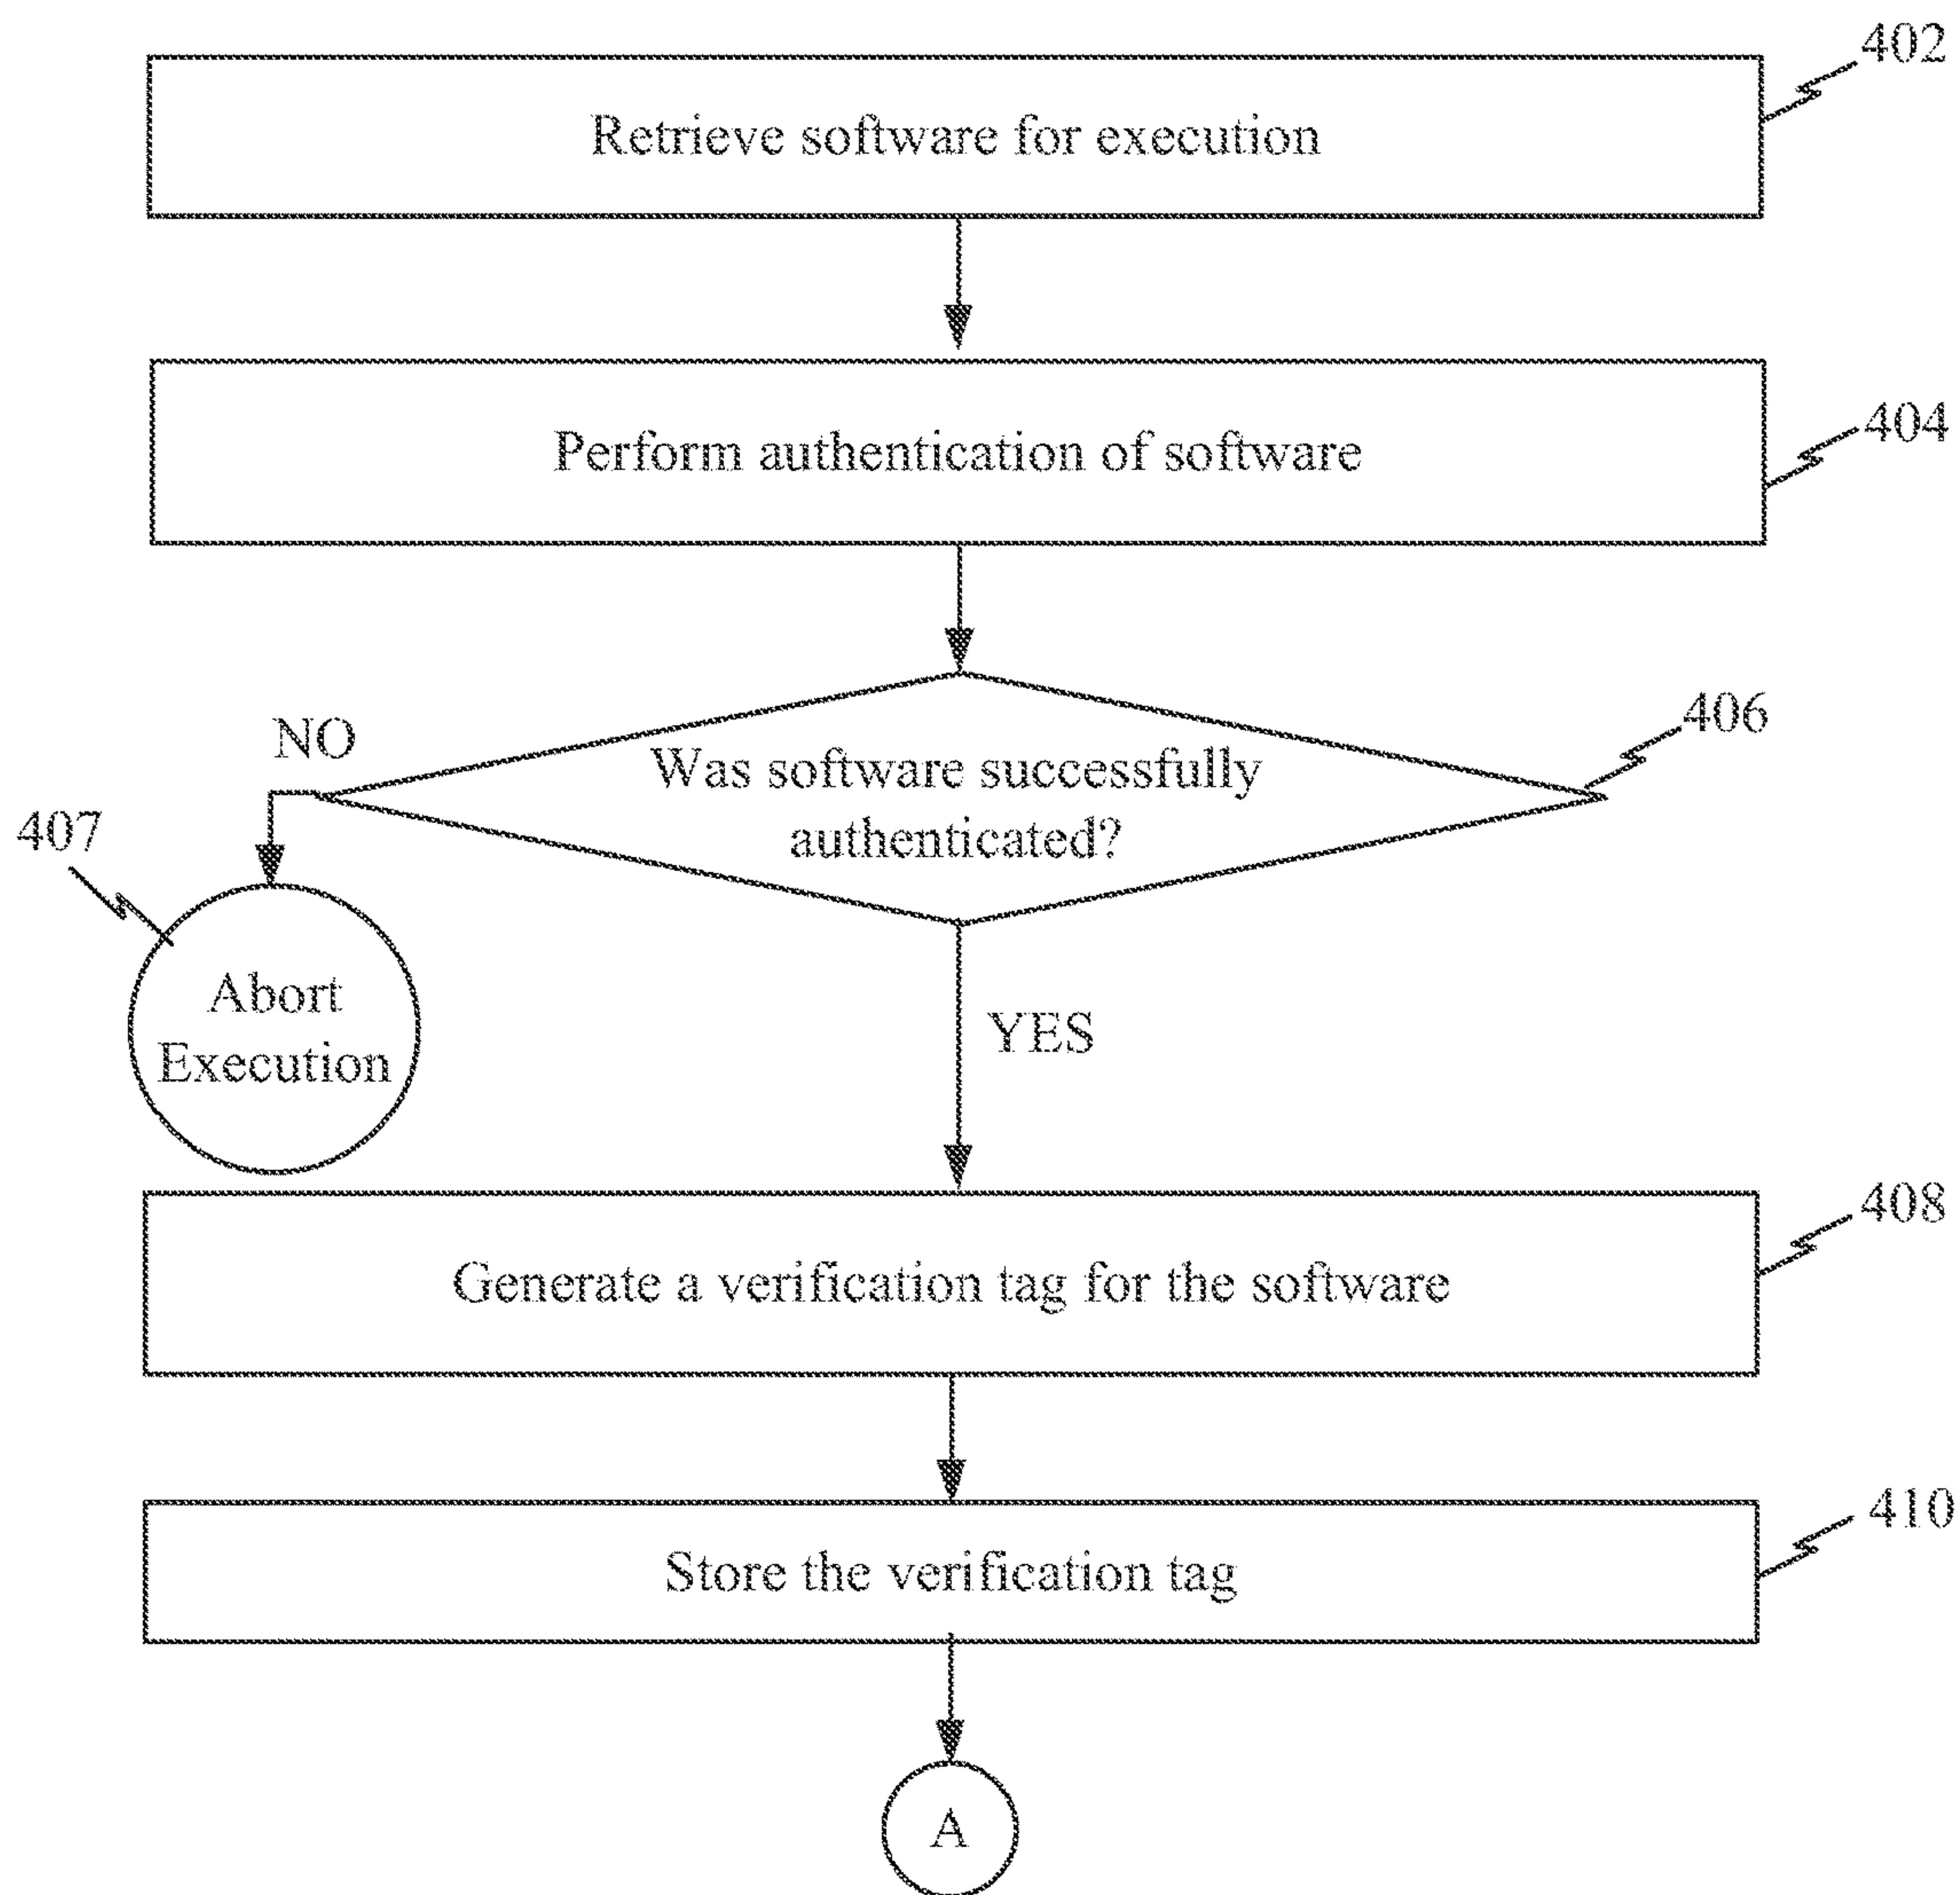 402
Retrieve software for execution
404
Perform authentication of software
406
NO
Was software successfully
authenticated?
407
Abort
Execution
YES
408
Generate a verification tag for the software
410
Store the verification tag
A